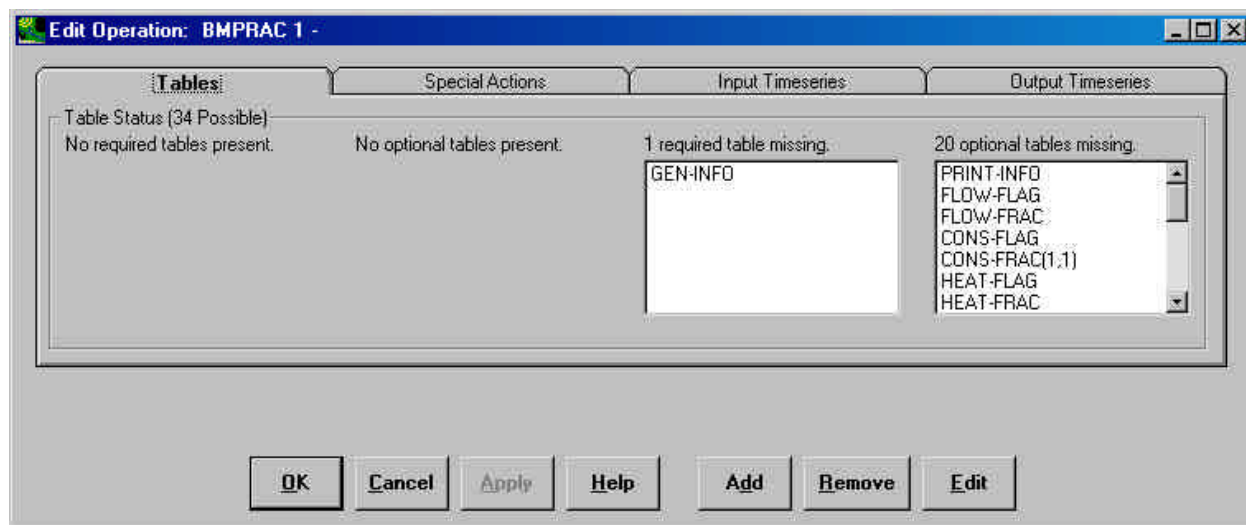 Edit Operation: BMPRAC 1 -
Tables
Special Actions
Input Timeseries
Output Timeseries
Table Status (34 Possible)
No required tables present.
No optional tables present.
1 required table missing.
GEN-INFO
20 optional tables missing.
PRINT-INFO
FLOW-FLAG
FLOW-FRAC
CONS-FLAG
CONS-FRAC(1,1)
HEAT-FLAG
HEAT-FRAC
OK
Cancel
Apply
Help
Add
Remove
Edit